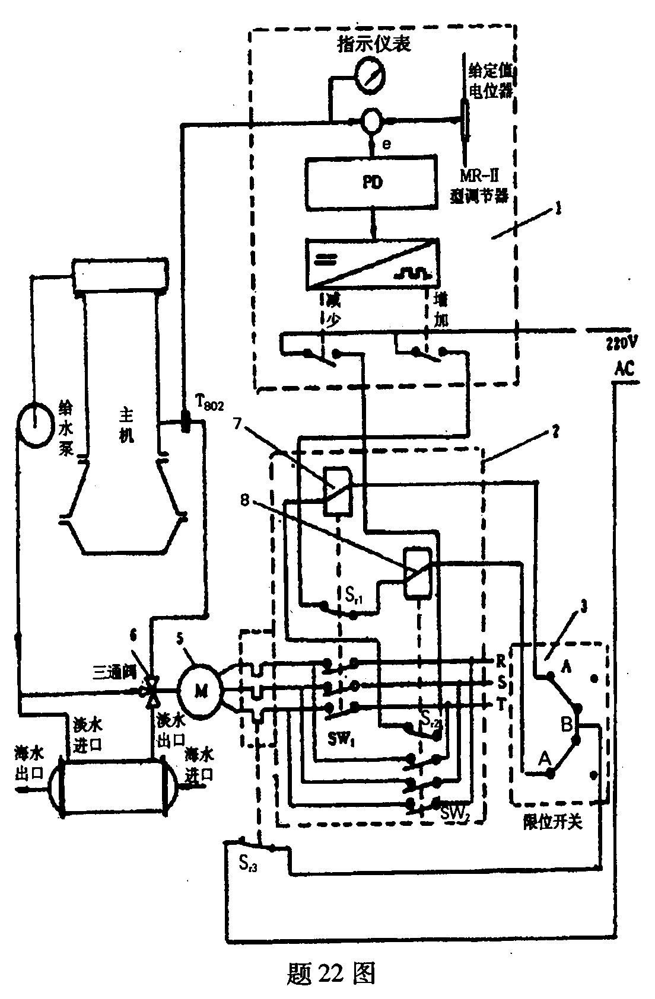 指示仪表
给定值
电位器
e
PD
MR-II
型调节器
1
减少
增加
220V
AC
T802
给水泵
主机
7
2
8
Sr1
3
6
5
三通阀
M
R
S
T
A
B
A
Sr2
SW1
SW2
淡水
进口
淡水
出口
海水
出口
海水
进口
限位开关
Sr3
题 22 图